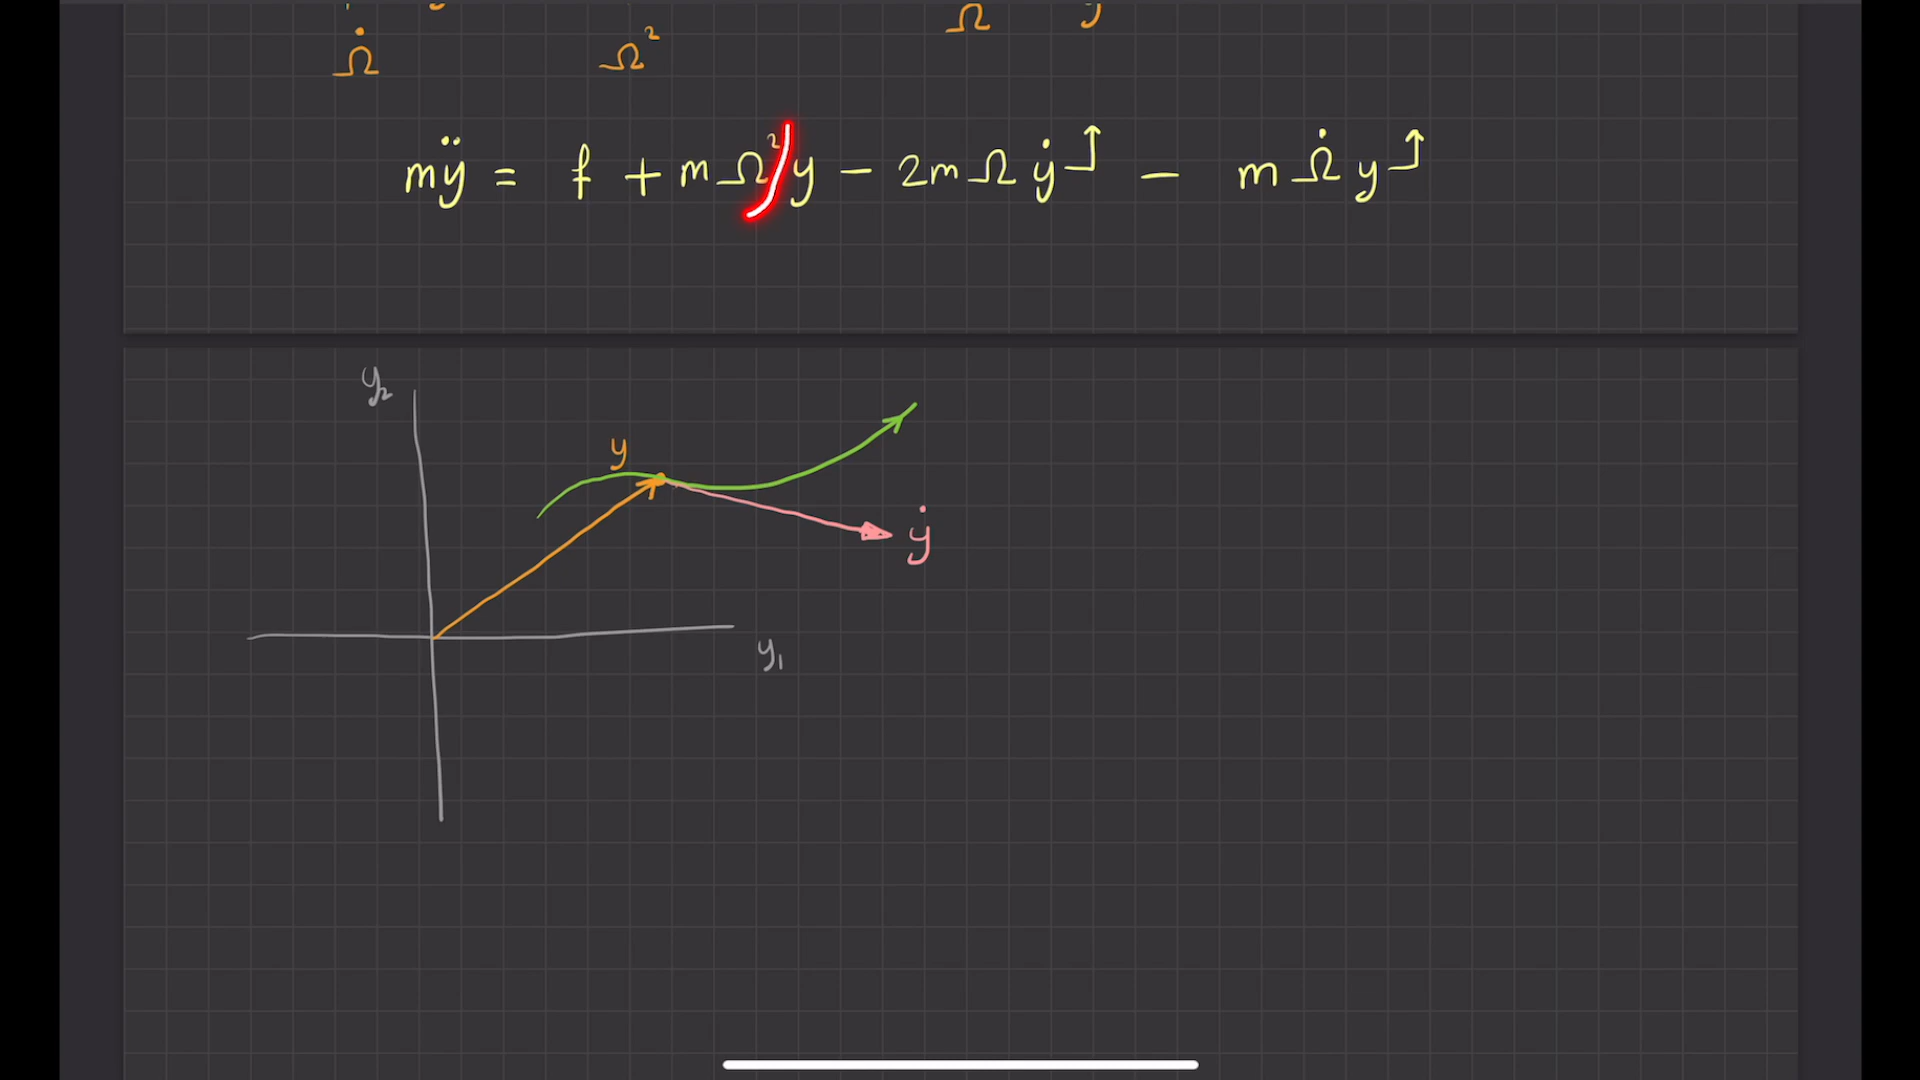 Ω̇ Ω² Ω y
mÿ = f + mΩ²y − 2mΩẏ⤴ − mΩ̇y⤴
y₂
y
ẏ
y₁